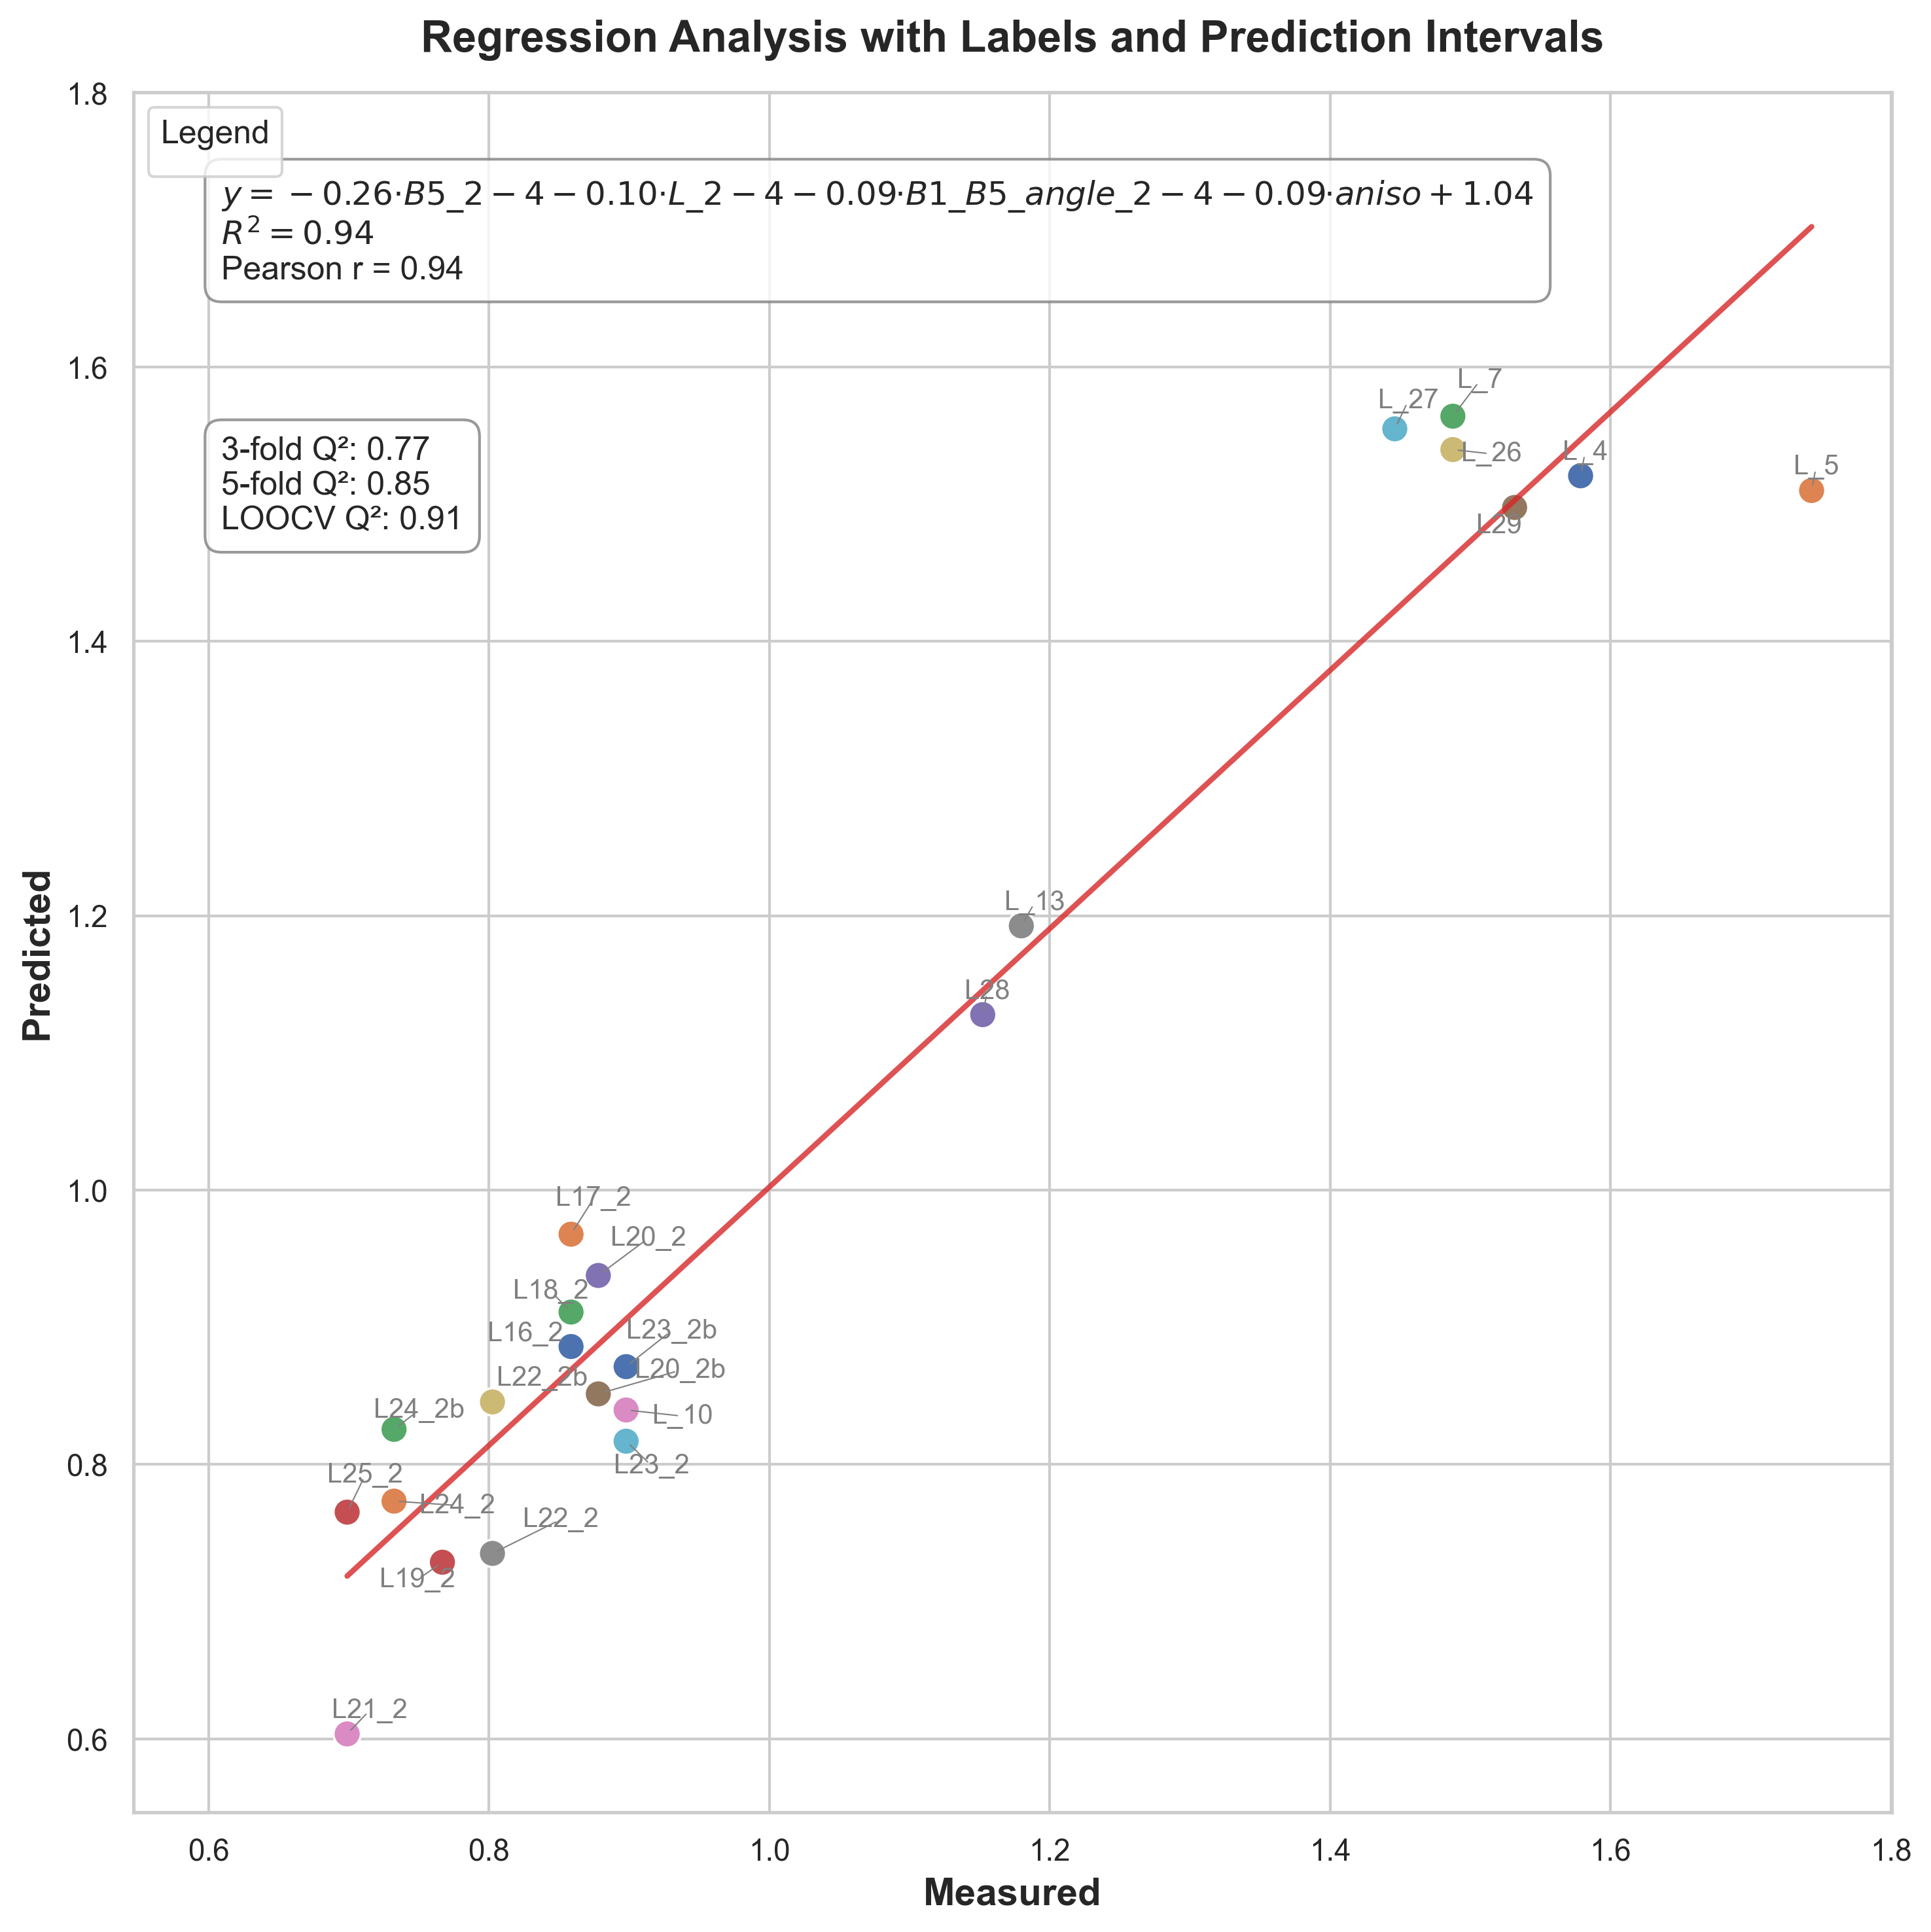 Regression Analysis with Labels and Prediction Intervals
Legend
y = −0.26·B5_2 − 4 − 0.10·L_2 − 4 − 0.09·B1_B5_angle_2 − 4 − 0.09·aniso + 1.04
R² = 0.94
Pearson r = 0.94
3-fold Q²: 0.77
5-fold Q²: 0.85
LOOCV Q²: 0.91
L_7
L_27
L_26
L_4
L_5
L29
L_13
L28
L17_2
L20_2
L18_2
L16_2
L23_2b
L22_2b
L20_2b
L24_2b
L_10
L23_2
L25_2
L24_2
L22_2
L19_2
L21_2
1.8
1.6
1.4
1.2
1.0
0.8
0.6
Predicted
0.6 0.8 1.0 1.2 1.4 1.6 1.8
Measured